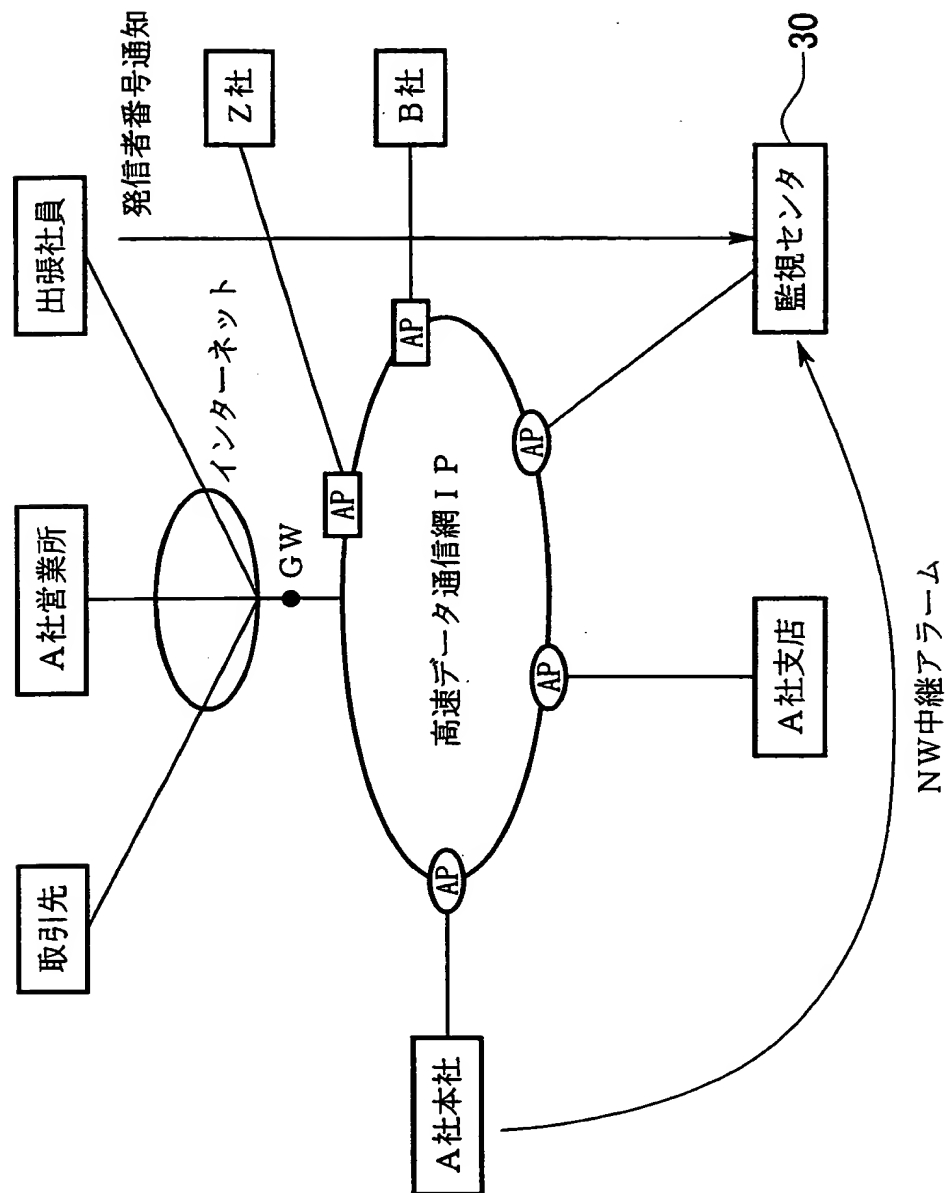 取引先
A社営業所
出張社員
発信者番号通知
Z社
インターネット
GW
AP
AP
B社
高速データ通信網IP
AP
AP
AP
A社本社
A社支店
監視センタ
30
NW中継アラーム